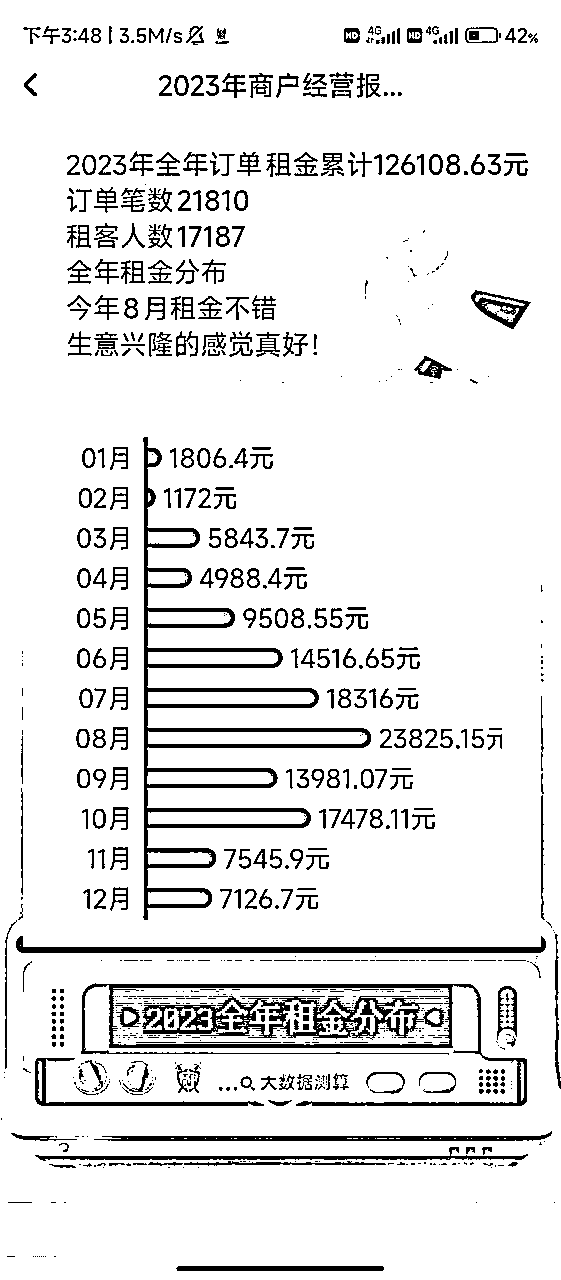 下午3:48 | 3.5M/s
HD 4G HD 4G 42%
2023年商户经营报...
2023年全年订单租金累计126108.63元
订单笔数21810
租客人数17187
全年租金分布
今年8月租金不错
生意兴隆的感觉真好!
01月 1806.4元
02月 1172元
03月 5843.7元
04月 4988.4元
05月 9508.55元
06月 14516.65元
07月 18316元
08月 23825.15元
09月 13981.07元
10月 17478.11元
11月 7545.9元
12月 7126.7元
2023全年租金分布
...大数据测算